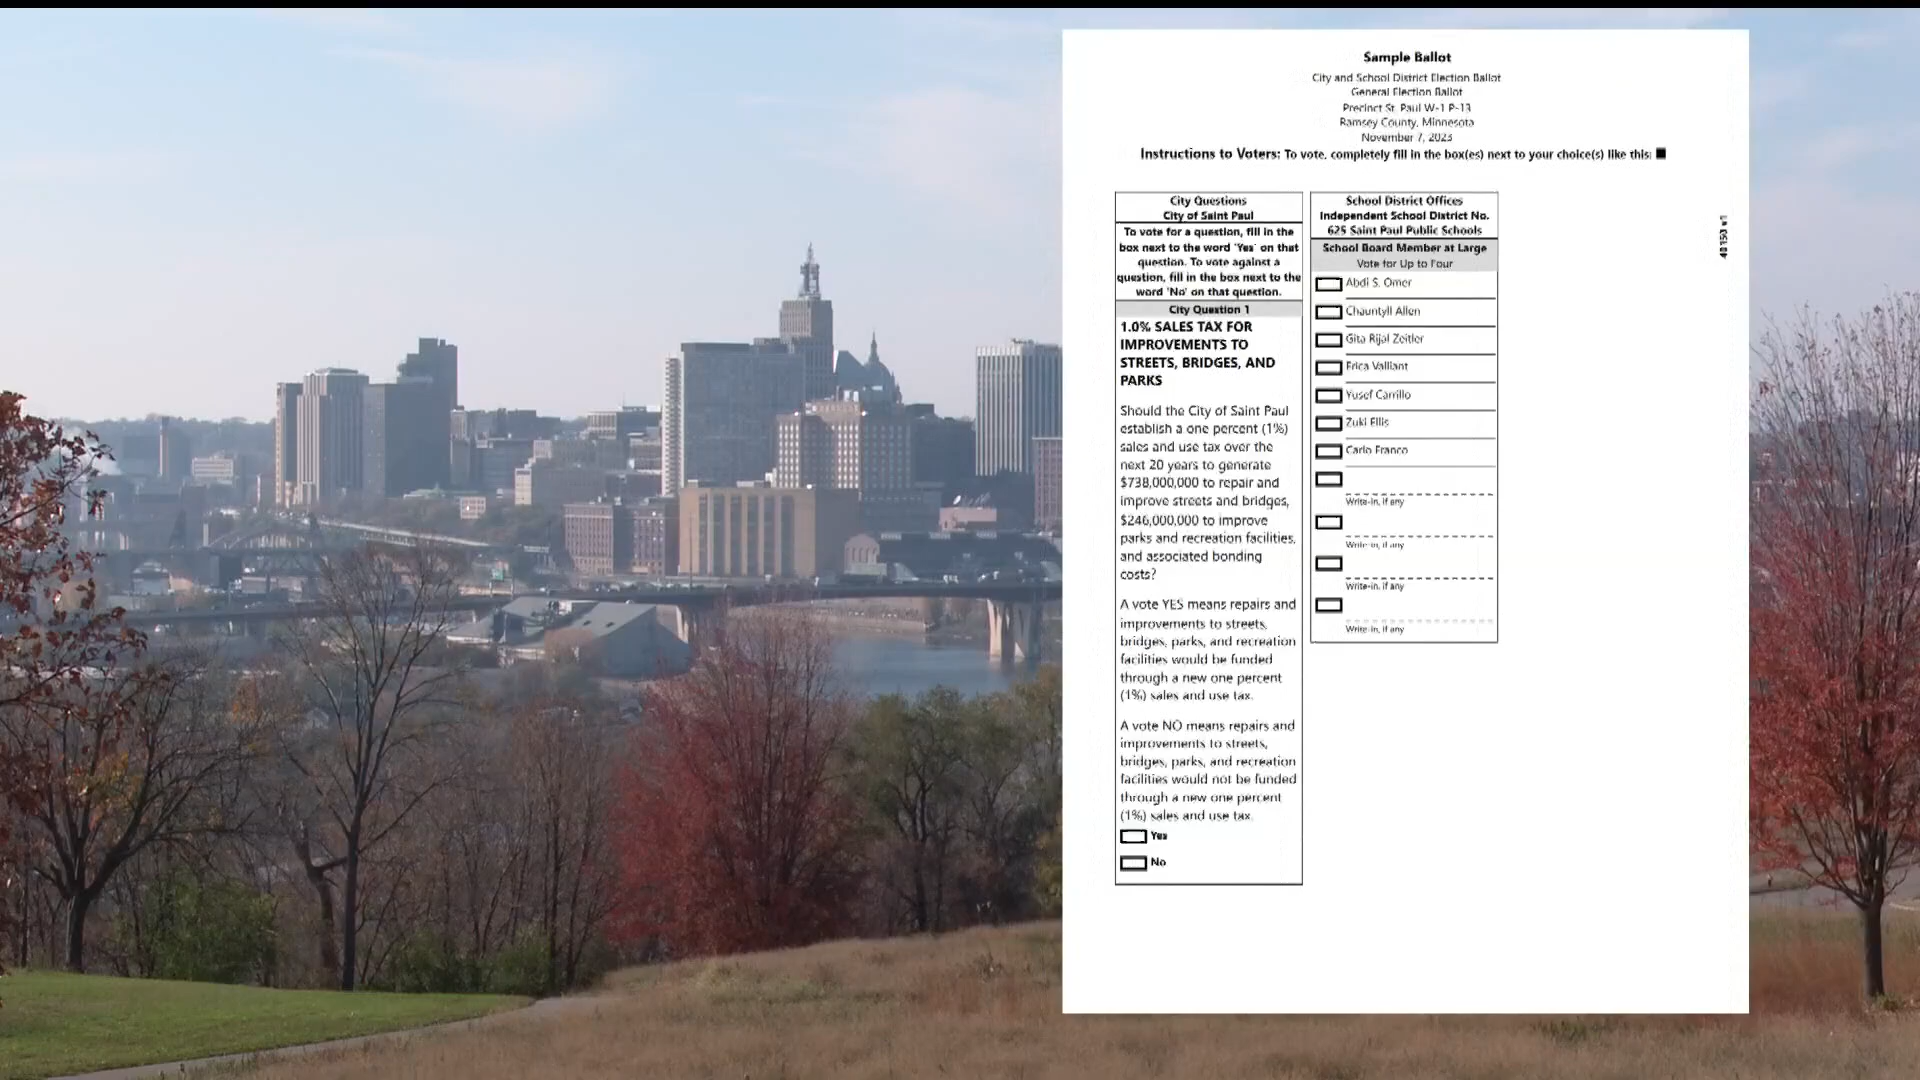 Sample Ballot
City and School District Election Ballot
General Election Ballot
Precinct St. Paul W-1 P-13
Ramsey County, Minnesota
November 7, 2023
Instructions to Voters: To vote, completely fill in the box(es) next to your choice(s) like this: ■
City Questions
City of Saint Paul
To vote for a question, fill in the
box next to the word 'Yes' on that
question. To vote against a
question, fill in the box next to the
word 'No' on that question.
City Question 1
1.0% SALES TAX FOR
IMPROVEMENTS TO
STREETS, BRIDGES, AND
PARKS
Should the City of Saint Paul
establish a one percent (1%)
sales and use tax over the
next 20 years to generate
$738,000,000 to repair and
improve streets and bridges,
$246,000,000 to improve
parks and recreation facilities,
and associated bonding
costs?
A vote YES means repairs and
improvements to streets,
bridges, parks, and recreation
facilities would be funded
through a new one percent
(1%) sales and use tax.
A vote NO means repairs and
improvements to streets,
bridges, parks, and recreation
facilities would not be funded
through a new one percent
(1%) sales and use tax.
Yes
No
School District Offices
Independent School District No.
625 Saint Paul Public Schools
School Board Member at Large
Vote for Up to Four
Abdi S. Omer
Chauntyll Allen
Gita Rijal Zeitler
Erica Valliant
Yusef Carrillo
Zuki Ellis
Carlo Franco
Write-in, if any
Write-in, if any
Write-in, if any
Write-in, if any
40150 v1